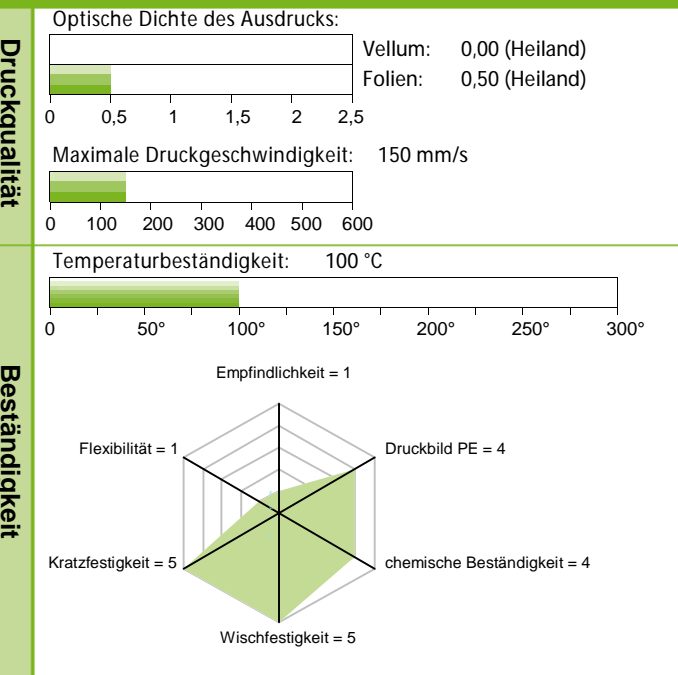 Druckqualität
Optische Dichte des Ausdrucks:
Vellum: 0,00 (Heiland)
Folien: 0,50 (Heiland)
0 0,5 1 1,5 2 2,5
Maximale Druckgeschwindigkeit: 150 mm/s
0 100 200 300 400 500 600
Beständigkeit
Temperaturbeständigkeit: 100 °C
0 50° 100° 150° 200° 250° 300°
Empfindlichkeit = 1
Flexibilität = 1
Druckbild PE = 4
Kratzfestigkeit = 5
chemische Beständigkeit = 4
Wischfestigkeit = 5